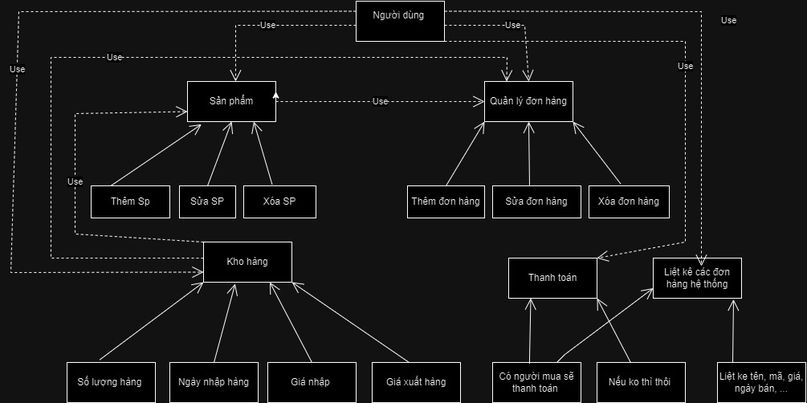 Người dùng
Use
Use
Use
Use
Use
Use
Sản phẩm
Use
Quản lý đơn hàng
Use
Thêm Sp
Sửa SP
Xóa SP
Thêm đơn hàng
Sửa đơn hàng
Xóa đơn hàng
Kho hàng
Thanh toán
Liệt kê các đơn
hàng hệ thống
Số lượng hàng
Ngày nhập hàng
Giá nhập
Giá xuất hàng
Có người mua sẽ
thanh toán
Nếu ko thì thôi
Liệt ke tên, mã, giá,
ngày bán, ...